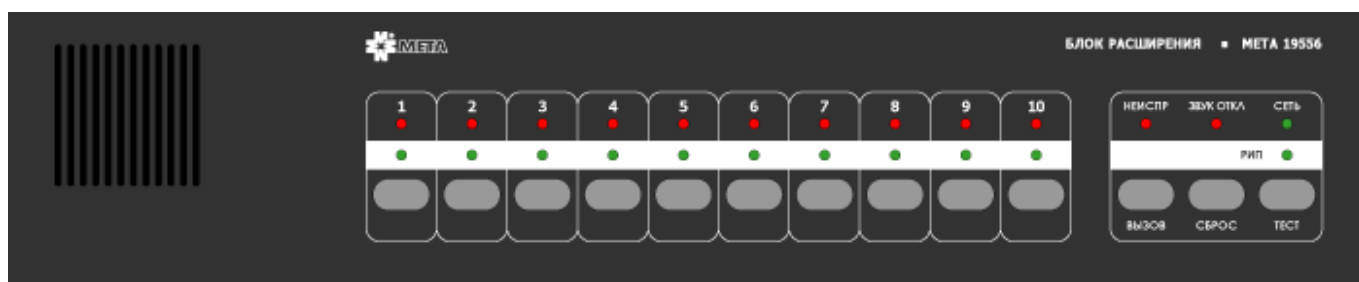 МЕТА
БЛОК РАСШИРЕНИЯ ▪ МЕТА 19556
1 2 3 4 5 6 7 8 9 10
НЕИСПР ЗВУК ОТКЛ СЕТЬ
РИП
ВЫЗОВ СБРОС ТЕСТ